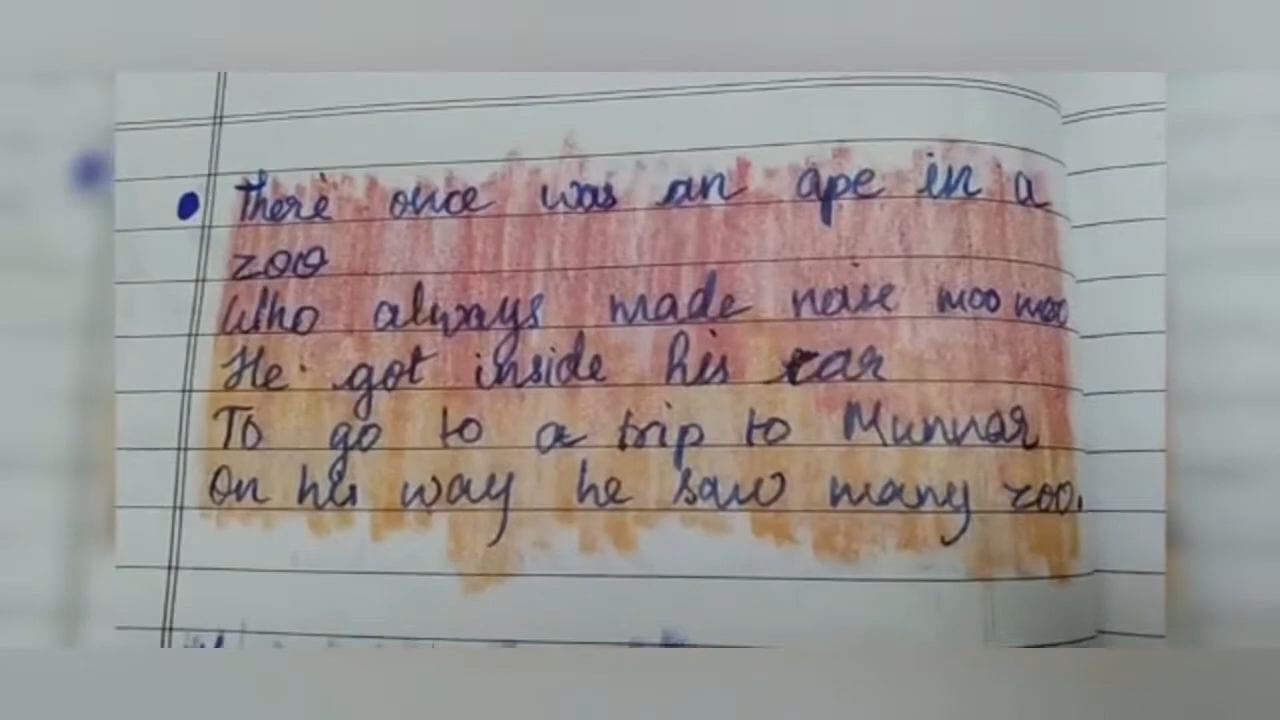 There once was an ape in a
zoo
Who always made noise moo moo
He got inside his car
To go to a trip to Munnar
On his way he saw many zoo.